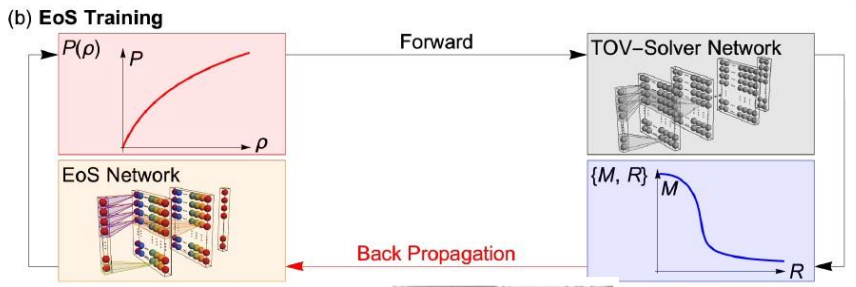 (b) EoS Training
P(ρ)
P
ρ
Forward
TOV−Solver Network
EoS Network
Back Propagation
{M, R}
M
R